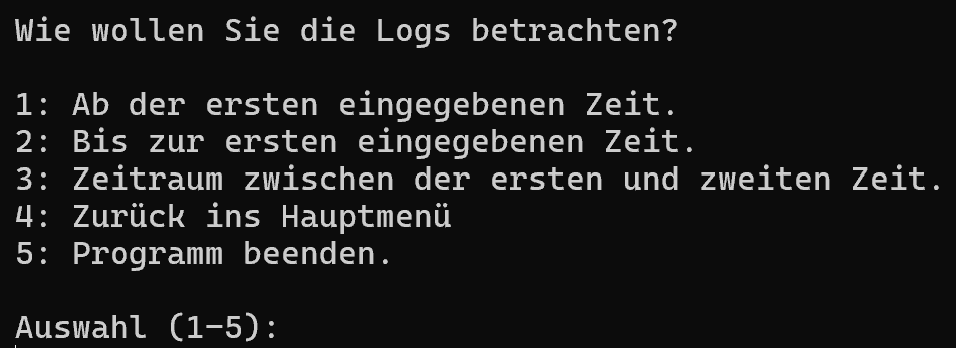 Wie wollen Sie die Logs betrachten?
1: Ab der ersten eingegebenen Zeit.
2: Bis zur ersten eingegebenen Zeit.
3: Zeitraum zwischen der ersten und zweiten Zeit.
4: Zurück ins Hauptmenü
5: Programm beenden.
Auswahl (1-5):